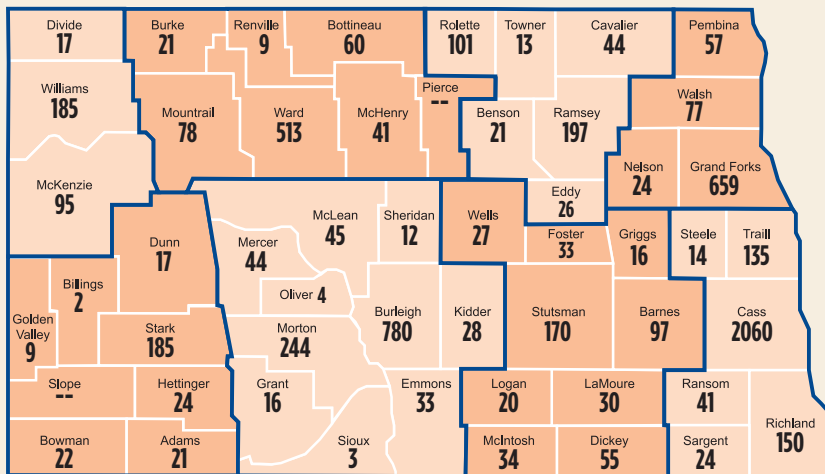 Divide
17
Burke
21
Renville
9
Bottineau
60
Rolette
101
Towner
13
Cavalier
44
Pembina
57
Williams
185
Mountrail
78
Ward
513
McHenry
41
Pierce
--
Benson
21
Ramsey
197
Walsh
77
McKenzie
95
Nelson
24
Grand Forks
659
Eddy
26
Dunn
17
McLean
45
Sheridan
12
Wells
27
Foster
33
Griggs
16
Steele
14
Traill
135
Mercer
44
Oliver 4
Billings
2
Golden
Valley
9
Stark
185
Morton
244
Burleigh
780
Kidder
28
Stutsman
170
Barnes
97
Cass
2060
Slope
--
Hettinger
24
Grant
16
Emmons
33
Logan
20
LaMoure
30
Ransom
41
Richland
150
Bowman
22
Adams
21
Sioux
3
McIntosh
34
Dickey
55
Sargent
24